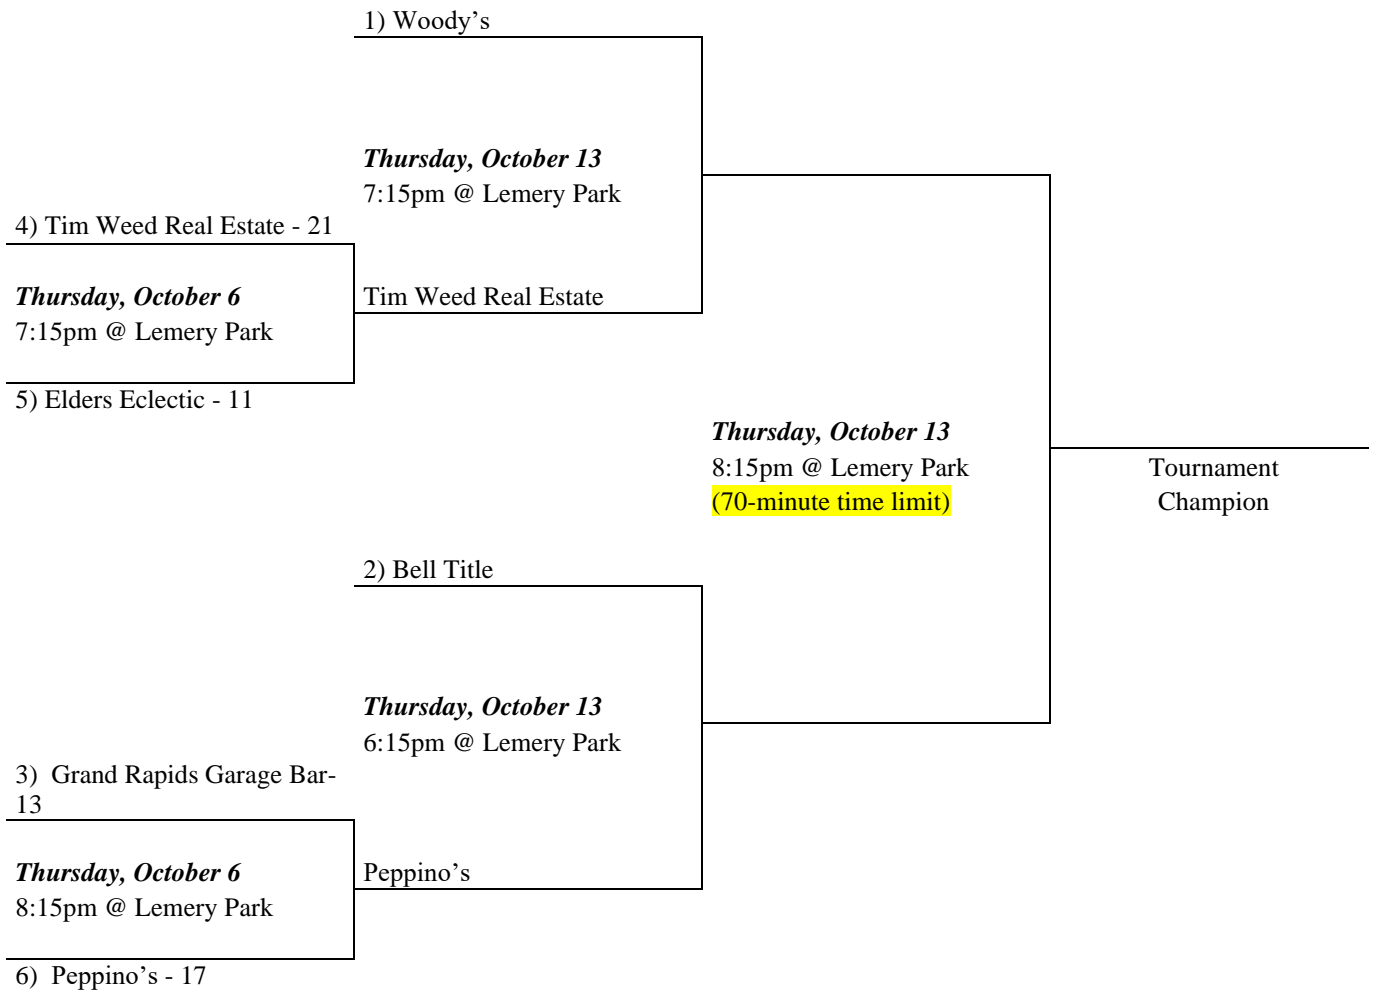 1) Woody’s
Thursday, October 13
7:15pm @ Lemery Park
4) Tim Weed Real Estate - 21
Thursday, October 6
7:15pm @ Lemery Park
Tim Weed Real Estate
5) Elders Eclectic - 11
Thursday, October 13
8:15pm @ Lemery Park
(70-minute time limit)
Tournament
Champion
2) Bell Title
Thursday, October 13
6:15pm @ Lemery Park
3)  Grand Rapids Garage Bar-
13
Thursday, October 6
8:15pm @ Lemery Park
Peppino’s
6)  Peppino’s - 17